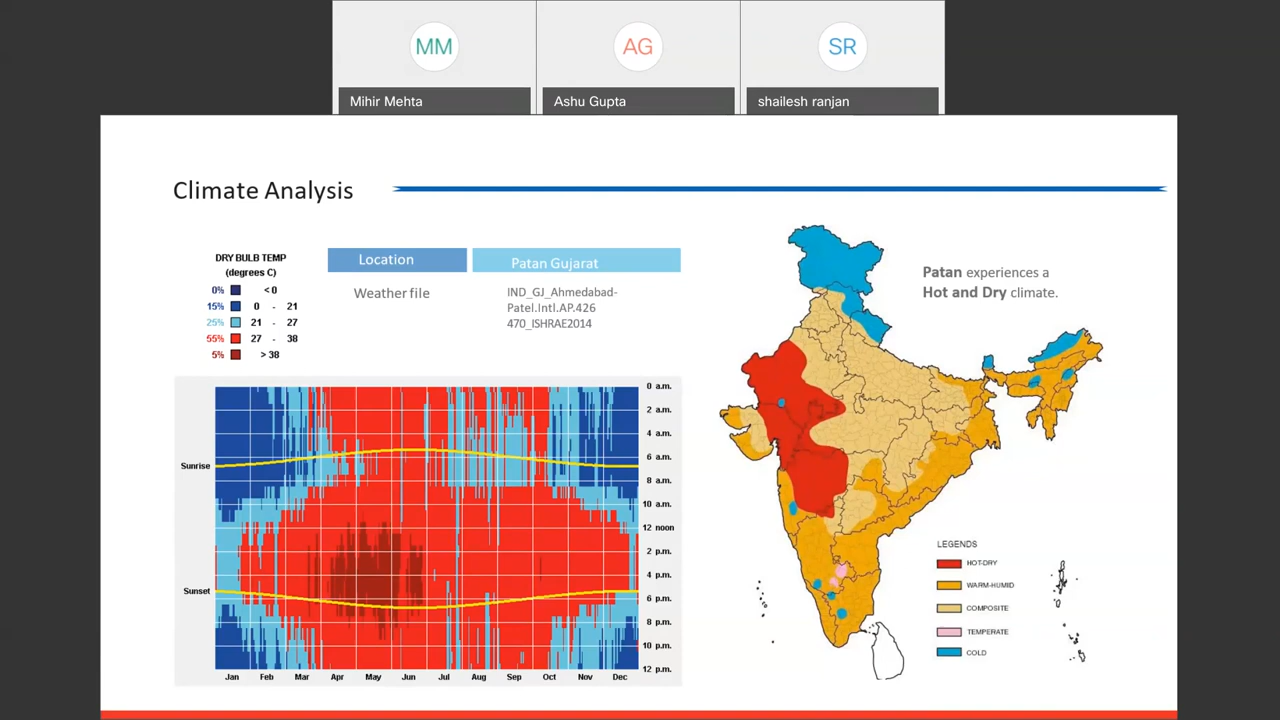 MM
AG
SR
Mihir Mehta
Ashu Gupta
shailesh ranjan
Climate Analysis
DRY BULB TEMP
(degrees C)
0% < 0
15% 0 - 21
25% 21 - 27
55% 27 - 38
5% > 38
Location
Patan Gujarat
Weather file
IND_GJ_Ahmedabad-
Patel.Intl.AP.426
470_ISHRAE2014
Patan experiences a
Hot and Dry climate.
0 a.m.
2 a.m.
4 a.m.
6 a.m.
8 a.m.
10 a.m.
12 noon
2 p.m.
4 p.m.
6 p.m.
8 p.m.
10 p.m.
12 p.m.
Sunrise
Sunset
Jan Feb Mar Apr May Jun Jul Aug Sep Oct Nov Dec
LEGENDS
HOT-DRY
WARM-HUMID
COMPOSITE
TEMPERATE
COLD